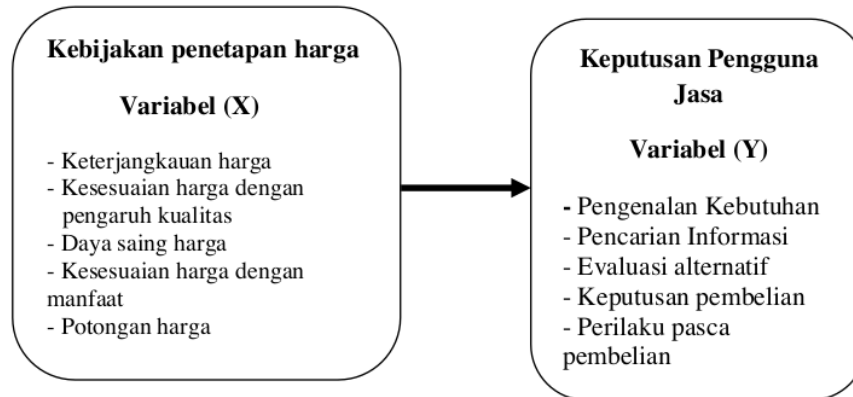 Kebijakan penetapan harga
Variabel (X)
- Keterjangkauan harga
- Kesesuaian harga dengan
pengaruh kualitas
- Daya saing harga
- Kesesuaian harga dengan
manfaat
- Potongan harga
Keputusan Pengguna
Jasa
Variabel (Y)
- Pengenalan Kebutuhan
- Pencarian Informasi
- Evaluasi alternatif
- Keputusan pembelian
- Perilaku pasca
pembelian